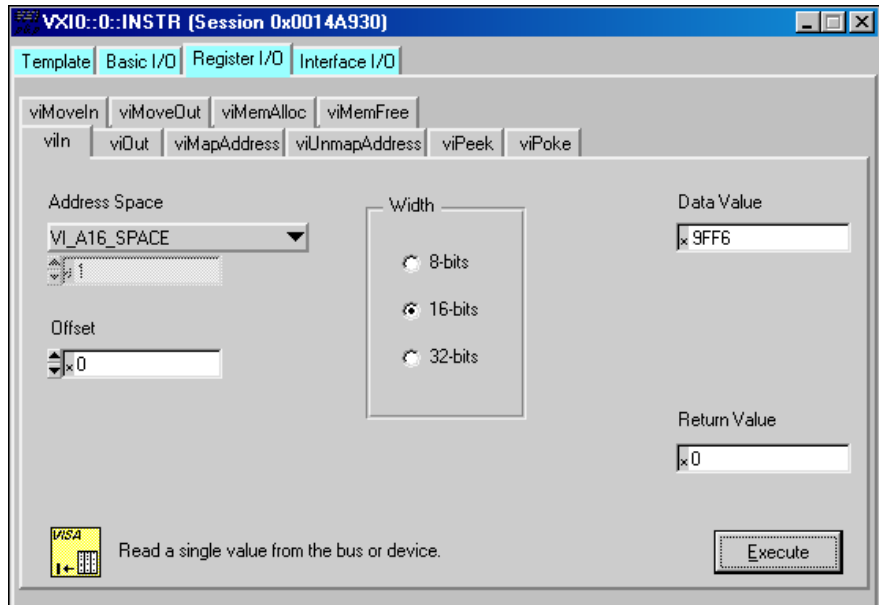 VXI0::0::INSTR (Session 0x0014A930)
Template Basic I/O Register I/O Interface I/O
viMoveIn viMoveOut viMemAlloc viMemFree
viIn viOut viMapAddress viUnmapAddress viPeek viPoke
Address Space
VI_A16_SPACE
1
Offset
x 0
Width
8-bits
16-bits
32-bits
Data Value
x 9FF6
Return Value
x 0
VISA
Read a single value from the bus or device.
Execute